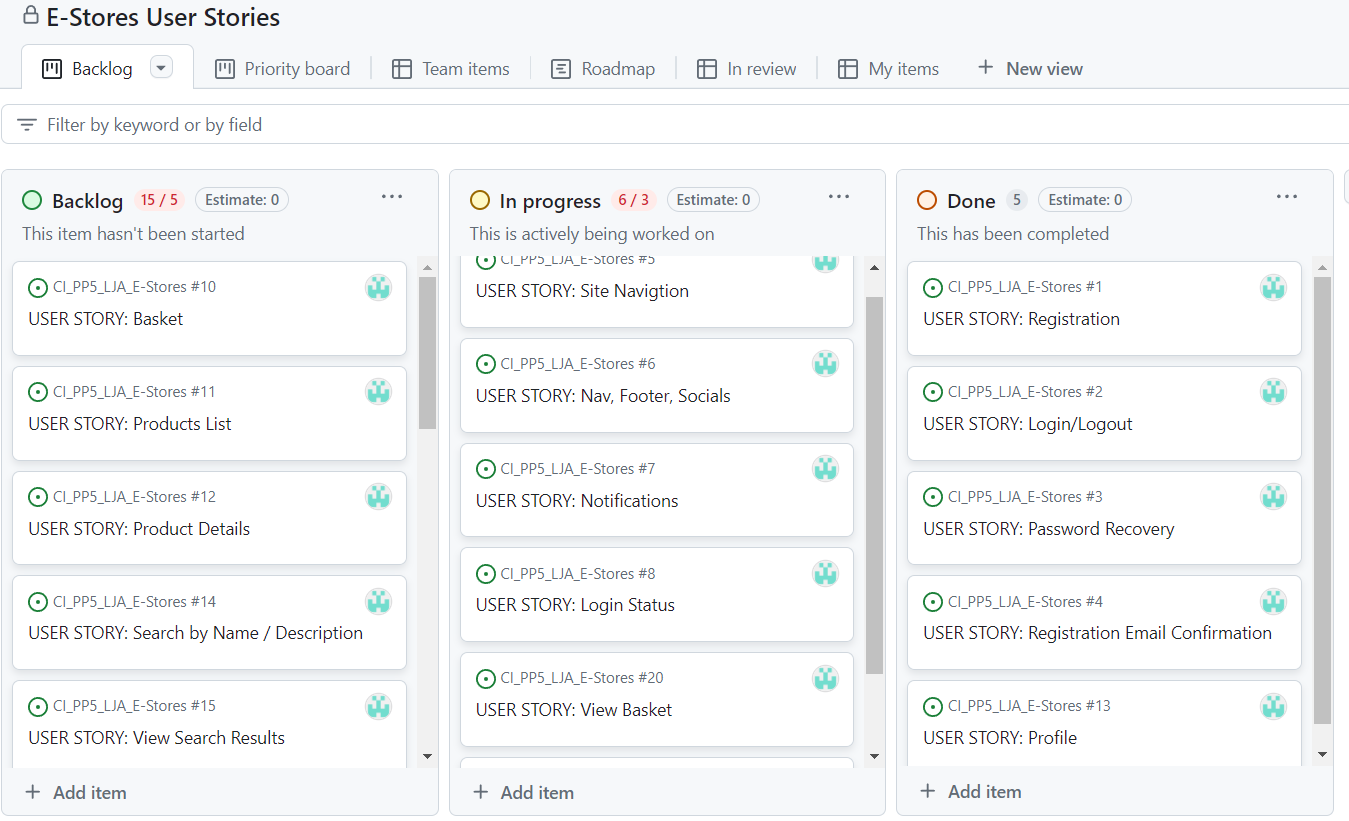 E-Stores User Stories
Backlog
Priority board
Team items
Roadmap
In review
My items
New view
Filter by keyword or by field
Backlog 15 / 5 Estimate: 0
This item hasn't been started
CI_PP5_LJA_E-Stores #10
USER STORY: Basket
CI_PP5_LJA_E-Stores #11
USER STORY: Products List
CI_PP5_LJA_E-Stores #12
USER STORY: Product Details
CI_PP5_LJA_E-Stores #14
USER STORY: Search by Name / Description
CI_PP5_LJA_E-Stores #15
USER STORY: View Search Results
Add item
In progress 6 / 3 Estimate: 0
This is actively being worked on
CI_PP5_LJA_E-Stores #5
USER STORY: Site Navigtion
CI_PP5_LJA_E-Stores #6
USER STORY: Nav, Footer, Socials
CI_PP5_LJA_E-Stores #7
USER STORY: Notifications
CI_PP5_LJA_E-Stores #8
USER STORY: Login Status
CI_PP5_LJA_E-Stores #20
USER STORY: View Basket
Add item
Done 5 Estimate: 0
This has been completed
CI_PP5_LJA_E-Stores #1
USER STORY: Registration
CI_PP5_LJA_E-Stores #2
USER STORY: Login/Logout
CI_PP5_LJA_E-Stores #3
USER STORY: Password Recovery
CI_PP5_LJA_E-Stores #4
USER STORY: Registration Email Confirmation
CI_PP5_LJA_E-Stores #13
USER STORY: Profile
Add item